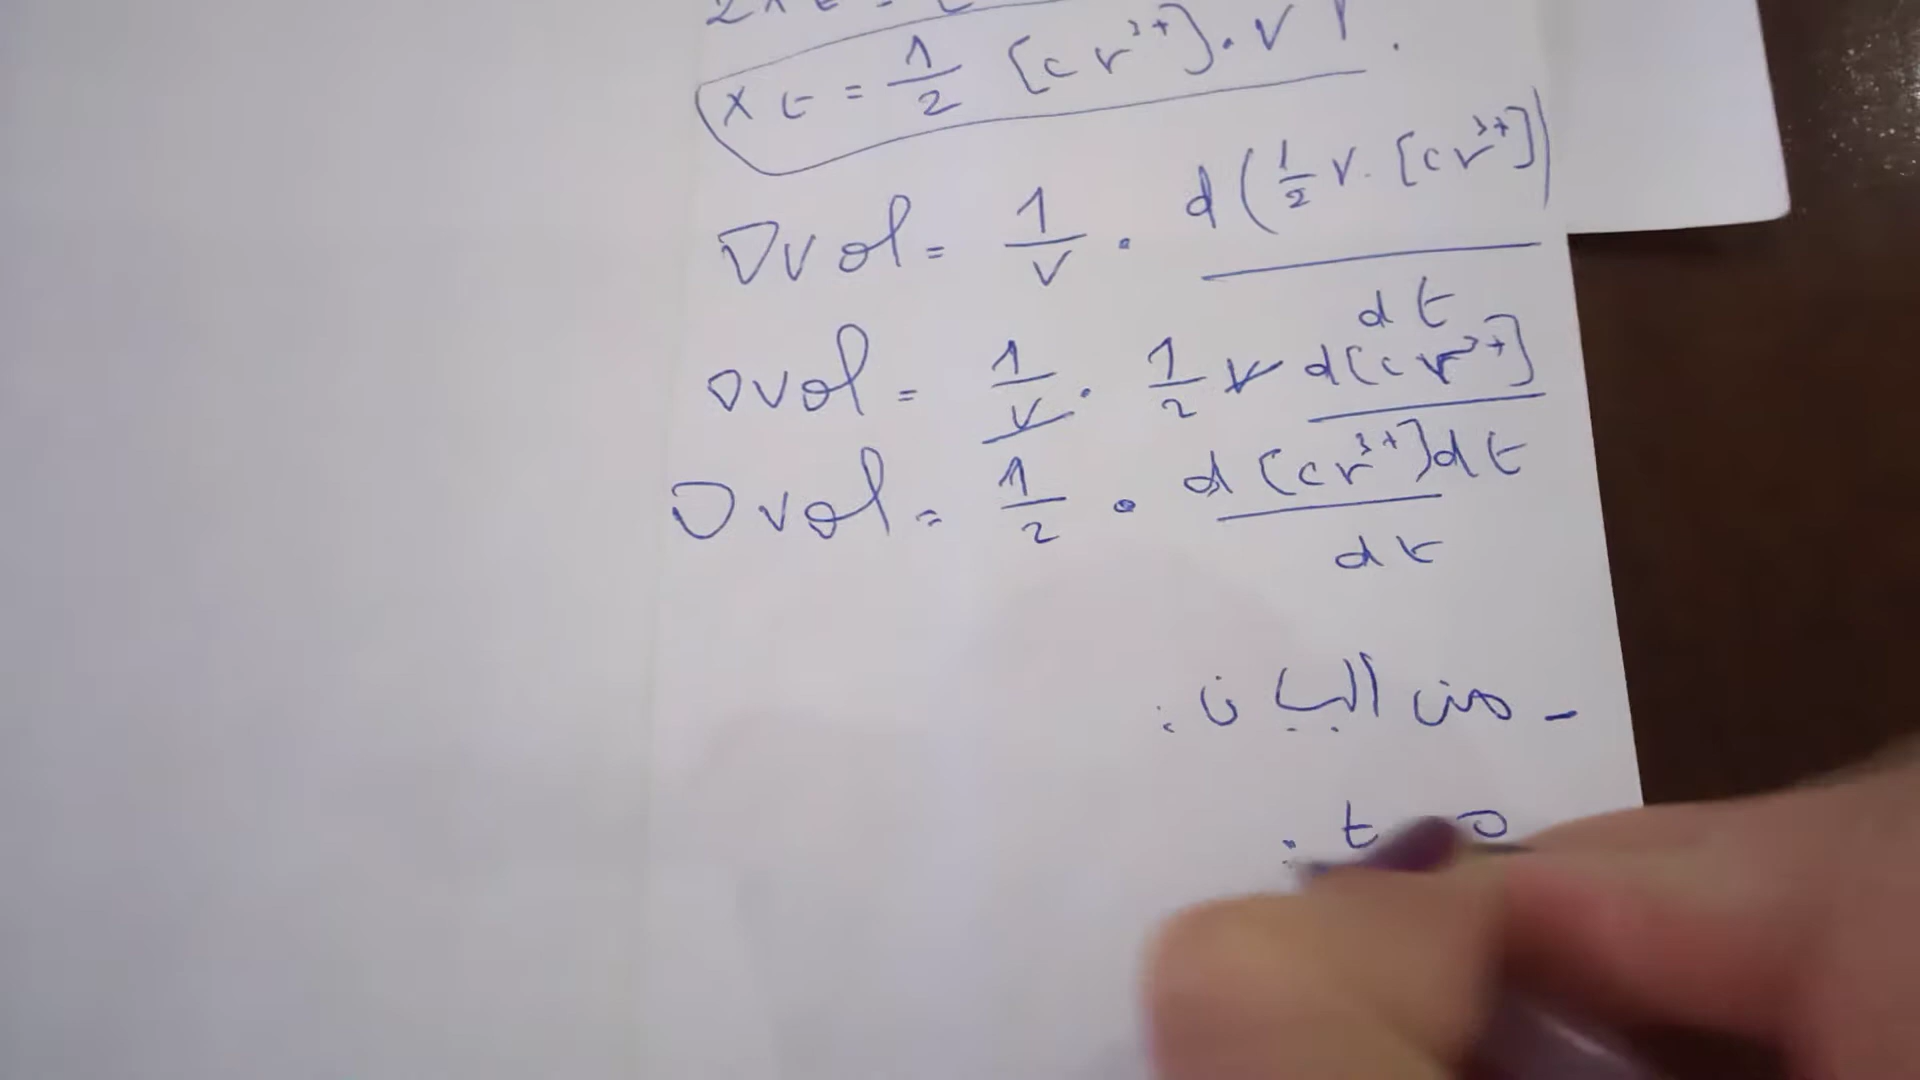 x t = 1/2 [cr³⁺].V
Vvol = 1/V . d(1/2 V.[cr³⁺]) / dt
Vvol = 1/V . 1/2 V d[cr³⁺] / dt
Vvol = 1/2 . d[cr³⁺] / dt
- من البيان :
t = 0 :